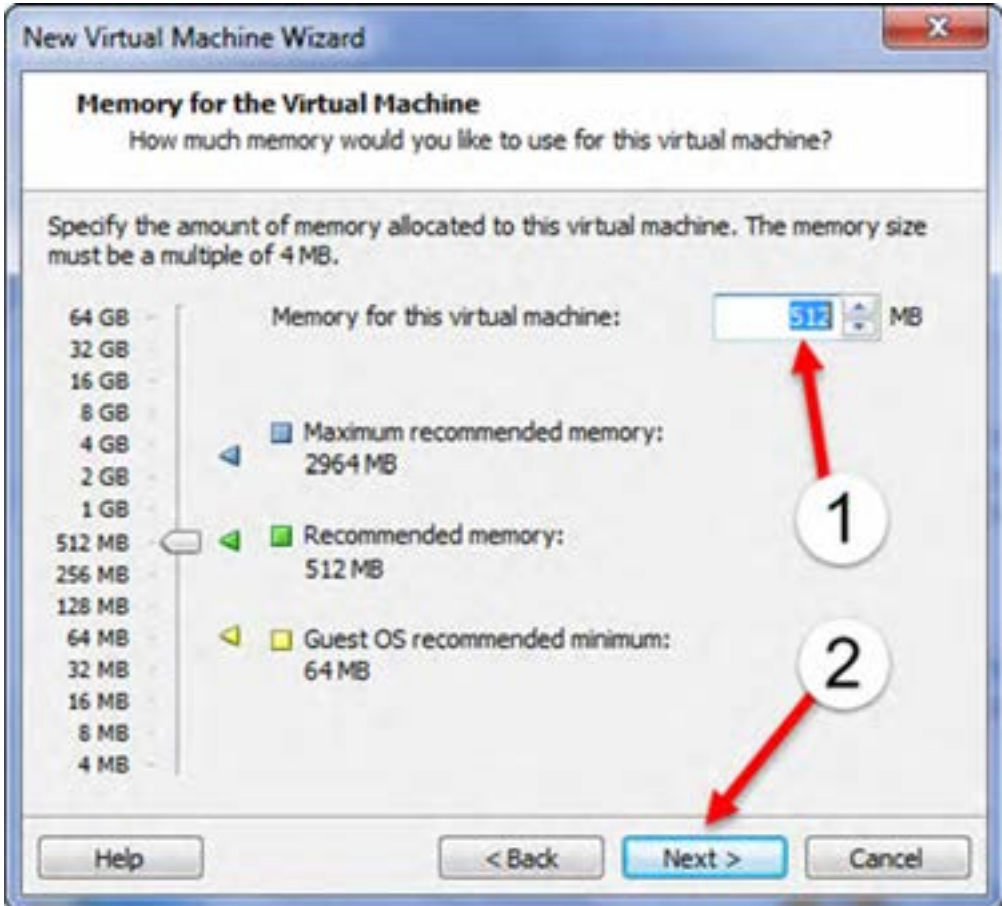 New Virtual Machine Wizard
x
Memory for the Virtual Machine
How much memory would you like to use for this virtual machine?
Specify the amount of memory allocated to this virtual machine. The memory size
must be a multiple of 4 MB.
64 GB
32 GB
16 GB
8 GB
4 GB
2 GB
1 GB
512 MB
256 MB
128 MB
64 MB
32 MB
16 MB
8 MB
4 MB
Memory for this virtual machine: 512 MB
Maximum recommended memory:
2964 MB
Recommended memory:
512 MB
Guest OS recommended minimum:
64 MB
1
2
Help
< Back
Next >
Cancel